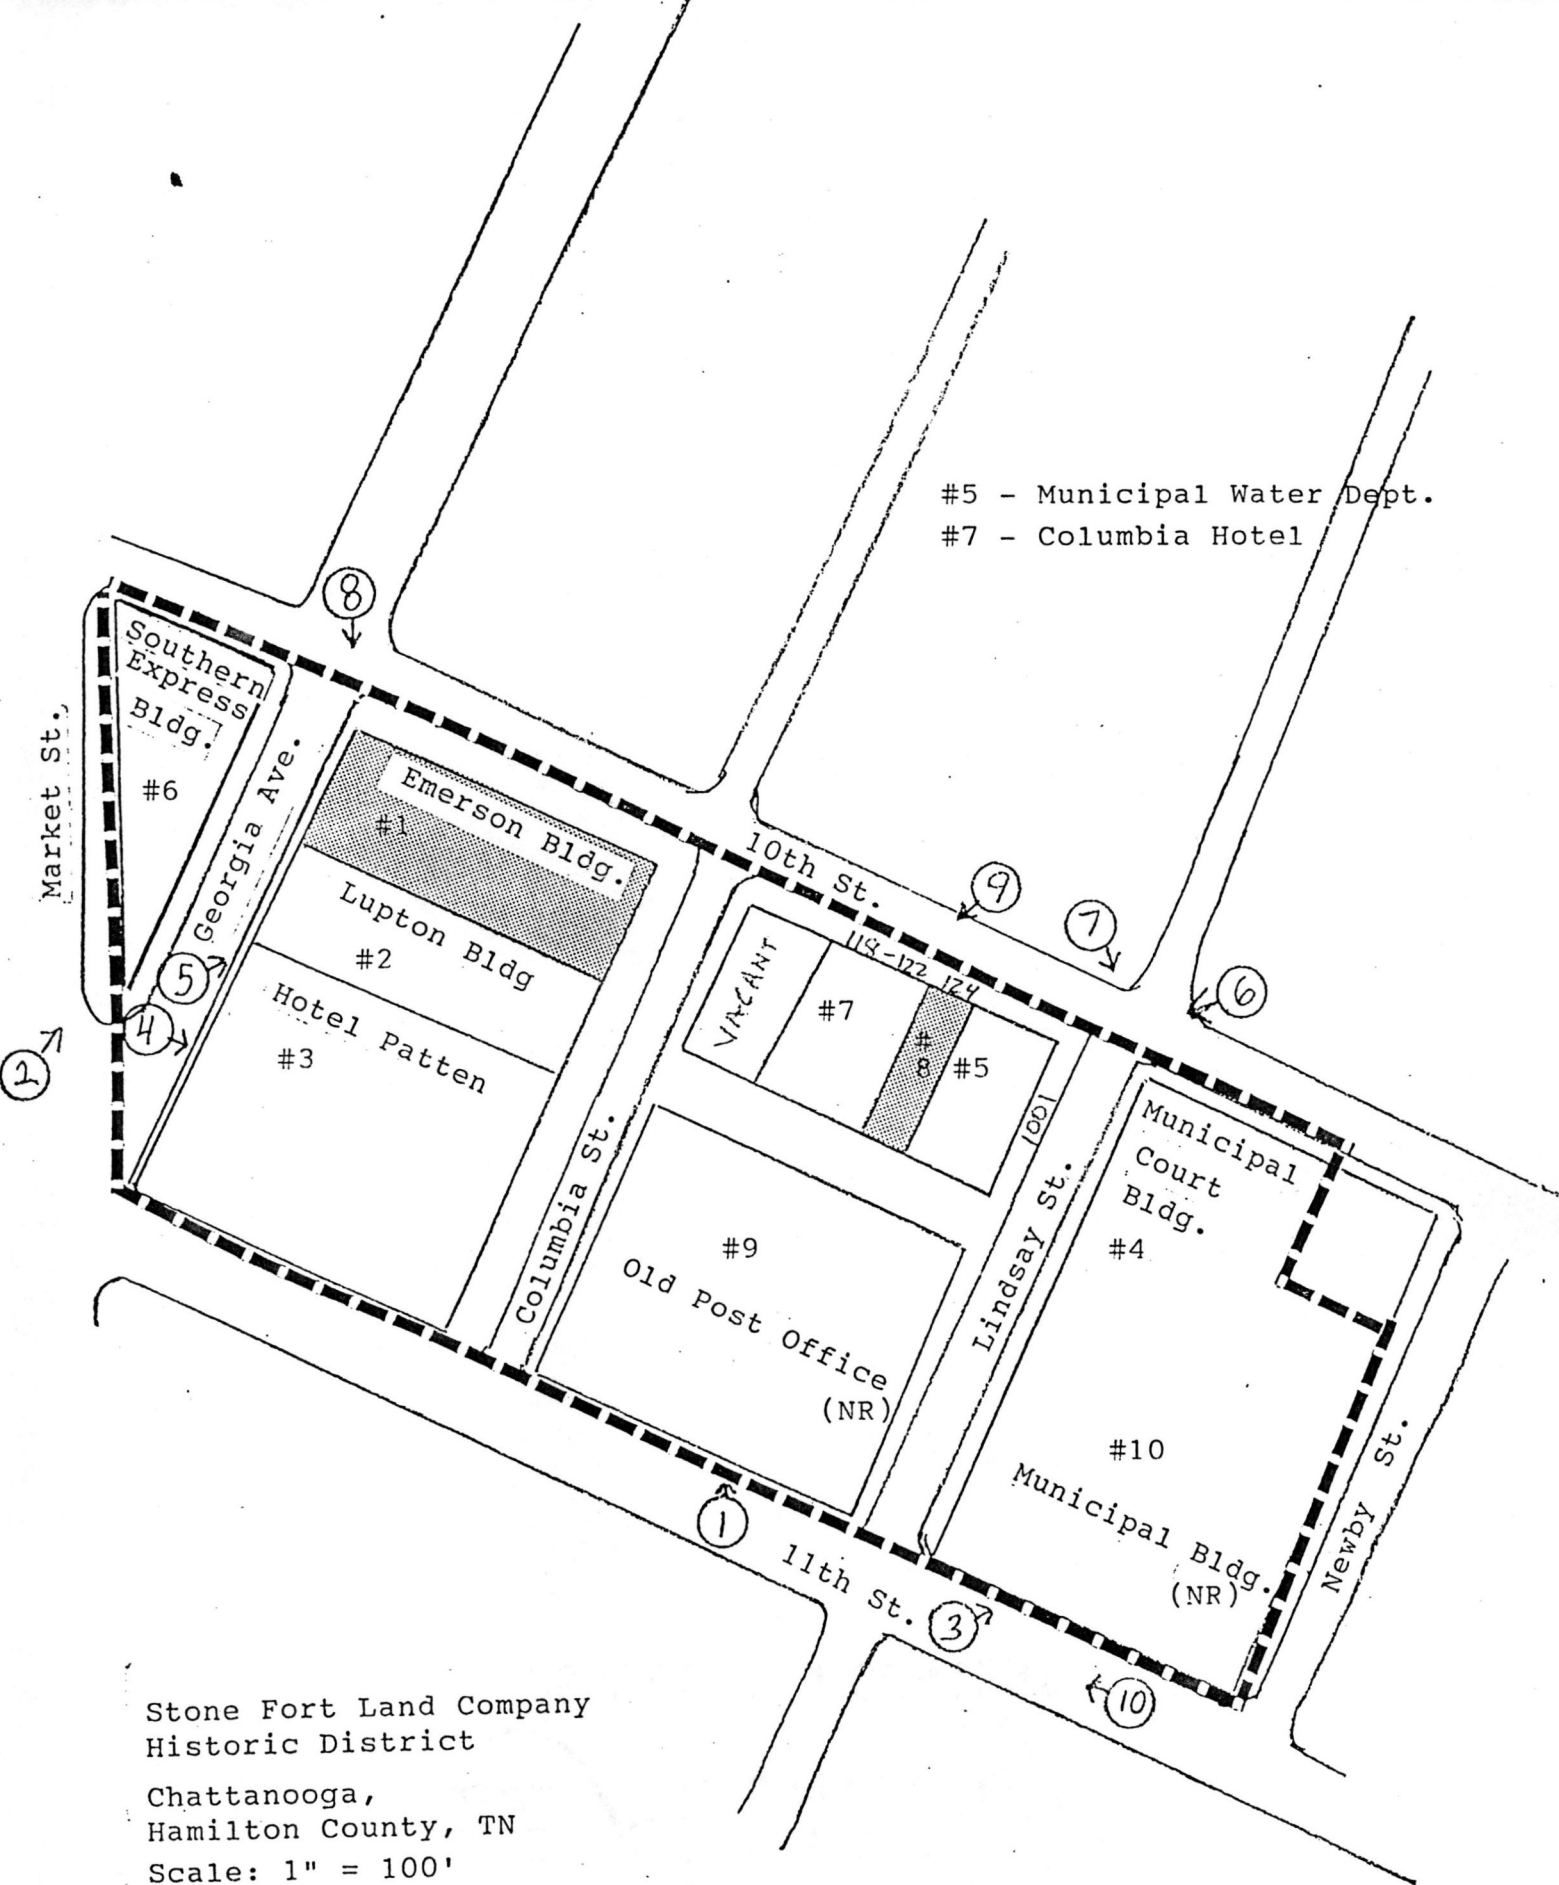 #5 - Municipal Water Dept.
#7 - Columbia Hotel
8
Southern
Express
Bldg.
#6
Market St.
Georgia Ave.
Emerson Bldg.
#1
Lupton Bldg
#2
Hotel Patten
#3
5
4
2
10th St.
9
7
6
118-122
124
VACANT
#7
#
8
#5
1001
Columbia St.
Lindsay St.
Municipal
Court
Bldg.
#4
#9
Old Post Office
(NR)
#10
Municipal Bldg.
(NR)
Newby St.
1
11th St.
3
10
Stone Fort Land Company
Historic District
Chattanooga,
Hamilton County, TN
Scale: 1" = 100'